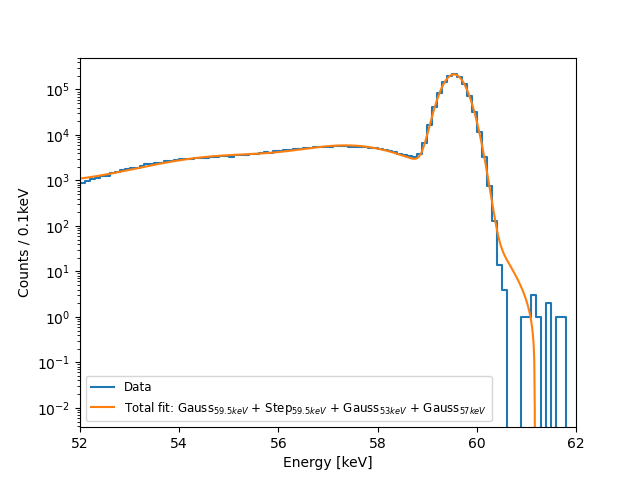 10⁵
10⁴
10³
10²
10¹
10⁰
10⁻¹
10⁻²
Counts / 0.1keV
Data
Total fit: Gauss₅₉.₅ₖₑᵥ + Step₅₉.₅ₖₑᵥ + Gauss₅₃ₖₑᵥ + Gauss₅₇ₖₑᵥ
52 54 56 58 60 62
Energy [keV]